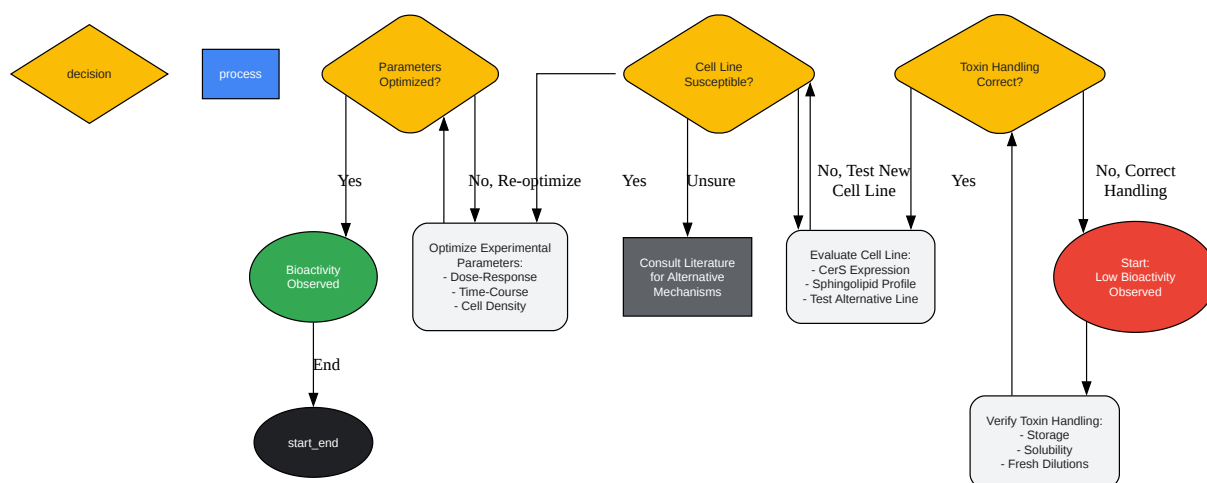 decision
process
Parameters
Optimized?
Cell Line
Susceptible?
Toxin Handling
Correct?
Yes
No, Re-optimize
Yes
Unsure
No, Test New
Cell Line
Yes
No, Correct
Handling
Bioactivity
Observed
Optimize Experimental
Parameters:
- Dose-Response
- Time-Course
- Cell Density
Consult Literature
for Alternative
Mechanisms
Evaluate Cell Line:
- CerS Expression
- Sphingolipid Profile
- Test Alternative Line
Start:
Low Bioactivity
Observed
End
start_end
Verify Toxin Handling:
- Storage
- Solubility
- Fresh Dilutions